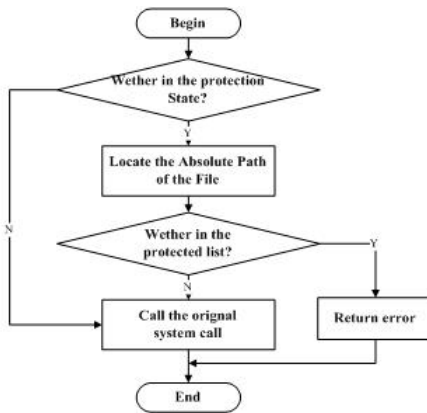 Begin
Wether in the protection
State?
Y
Locate the Absolute Path
of the File
N
Wether in the
protected list?
Y
N
Call the orignal
system call
Return error
End